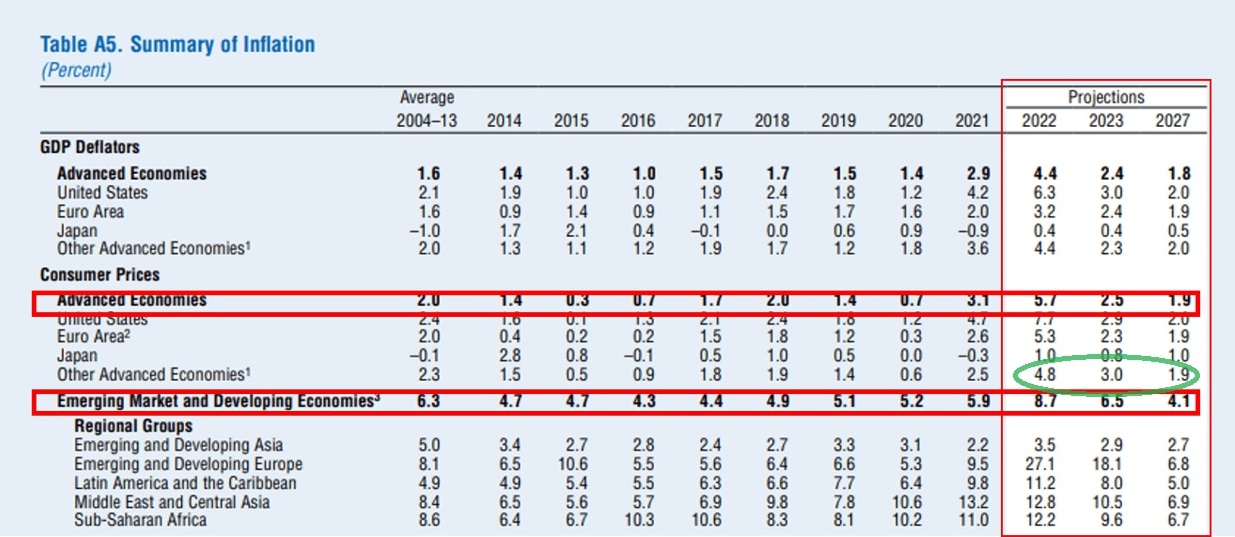 Table A5. Summary of Inflation
(Percent)
Average Projections
2004–13 2014 2015 2016 2017 2018 2019 2020 2021 2022 2023 2027
GDP Deflators
Advanced Economies 1.6 1.4 1.3 1.0 1.5 1.7 1.5 1.4 2.9 4.4 2.4 1.8
United States 2.1 1.9 1.0 1.0 1.9 2.4 1.8 1.2 4.2 6.3 3.0 2.0
Euro Area 1.6 0.9 1.4 0.9 1.1 1.5 1.7 1.6 2.0 3.2 2.4 1.9
Japan –1.0 1.7 2.1 0.4 –0.1 0.0 0.6 0.9 –0.9 0.4 0.4 0.5
Other Advanced Economies¹ 2.0 1.3 1.1 1.2 1.9 1.7 1.2 1.8 3.6 4.4 2.3 2.0
Consumer Prices
Advanced Economies 2.0 1.4 0.3 0.7 1.7 2.0 1.4 0.7 3.1 5.7 2.5 1.9
United States 2.4 1.6 0.1 1.3 2.1 2.4 1.8 1.2 4.7 7.7 2.9 2.0
Euro Area² 2.0 0.4 0.2 0.2 1.5 1.8 1.2 0.3 2.6 5.3 2.3 1.9
Japan –0.1 2.8 0.8 –0.1 0.5 1.0 0.5 0.0 –0.3 1.0 0.8 1.0
Other Advanced Economies¹ 2.3 1.5 0.5 0.9 1.8 1.9 1.4 0.6 2.5 4.8 3.0 1.9
Emerging Market and Developing Economies³ 6.3 4.7 4.7 4.3 4.4 4.9 5.1 5.2 5.9 8.7 6.5 4.1
Regional Groups
Emerging and Developing Asia 5.0 3.4 2.7 2.8 2.4 2.7 3.3 3.1 2.2 3.5 2.9 2.7
Emerging and Developing Europe 8.1 6.5 10.6 5.5 5.6 6.4 6.6 5.3 9.5 27.1 18.1 6.8
Latin America and the Caribbean 4.9 4.9 5.4 5.5 6.3 6.6 7.7 6.4 9.8 11.2 8.0 5.0
Middle East and Central Asia 8.4 6.5 5.6 5.7 6.9 9.8 7.8 10.6 13.2 12.8 10.5 6.9
Sub-Saharan Africa 8.6 6.4 6.7 10.3 10.6 8.3 8.1 10.2 11.0 12.2 9.6 6.7